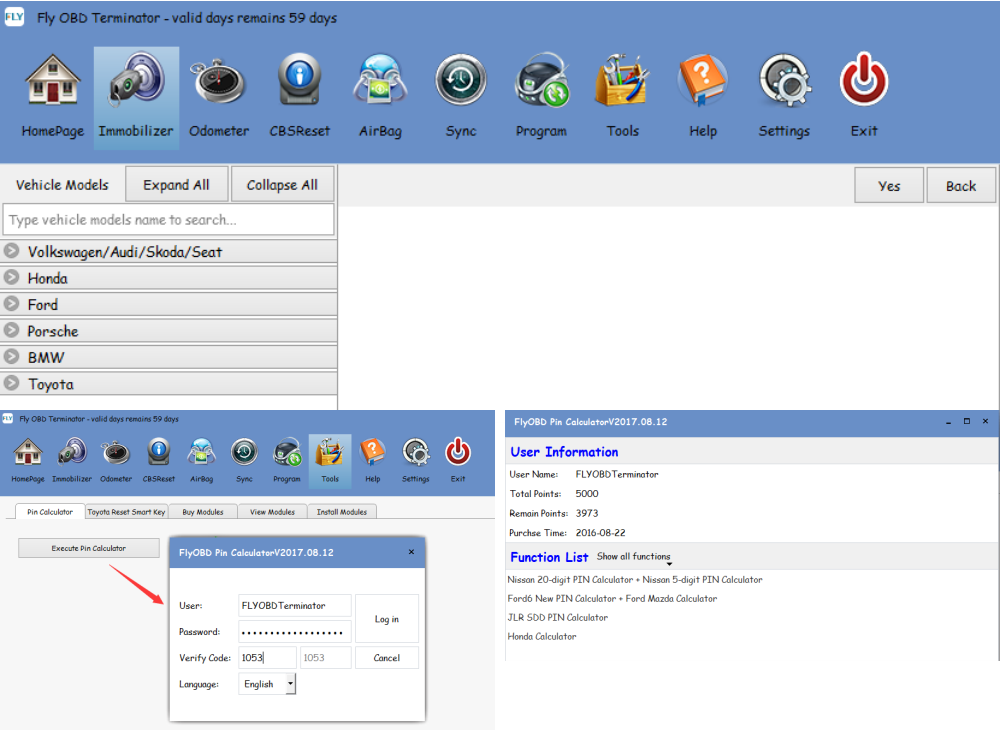 FLY Fly OBD Terminator - valid days remains 59 days
HomePage Immobilizer Odometer CBSReset AirBag Sync Program Tools Help Settings Exit
Vehicle Models Expand All Collapse All Yes Back
Type vehicle models name to search...
Volkswagen/Audi/Skoda/Seat
Honda
Ford
Porsche
BMW
Toyota
FLY Fly OBD Terminator - valid days remains 59 days
HomePage Immobilizer Odometer CBSReset AirBag Sync Program Tools Help Settings Exit
Pin Calculator Toyota Reset Smart Key Buy Modules View Modules Install Modules
Execute Pin Calculator
FlyOBD Pin CalculatorV2017.08.12
User: FLYOBDTerminator
Log in
Password:
Verify Code: 1053 1053 Cancel
Language: English
FlyOBD Pin CalculatorV2017.08.12
User Information
User Name: FLYOBDTerminator
Total Points: 5000
Remain Points: 3973
Purchse Time: 2016-08-22
Function List Show all functions
Nissan 20-digit PIN Calculator + Nissan 5-digit PIN Calculator
Ford6 New PIN Calculator + Ford Mazda Calculator
JLR SDD PIN Calculator
Honda Calculator